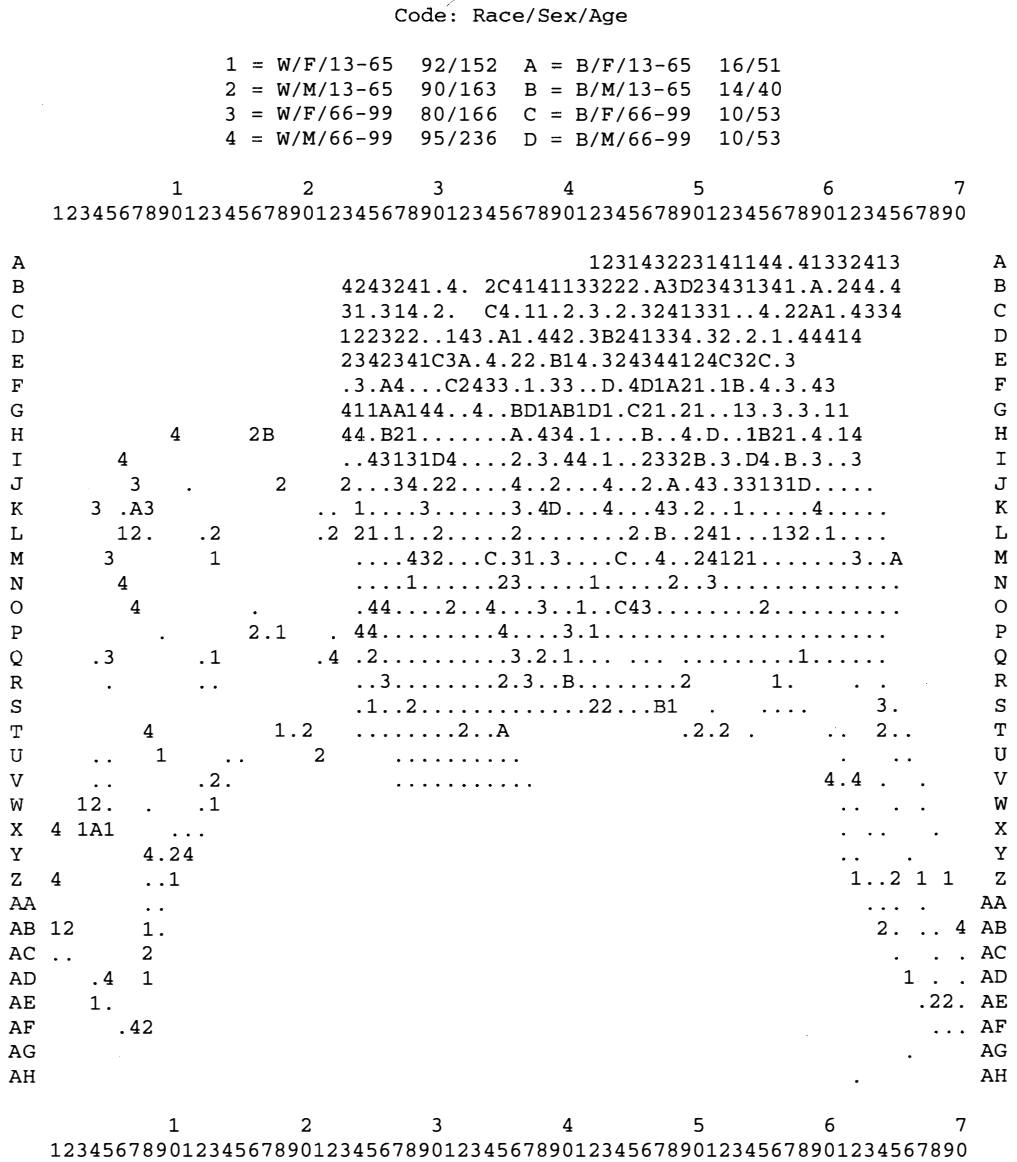 Code: Race/Sex/Age
1 = W/F/13-65 92/152 A = B/F/13-65 16/51
2 = W/M/13-65 90/163 B = B/M/13-65 14/40
3 = W/F/66-99 80/166 C = B/F/66-99 10/53
4 = W/M/66-99 95/236 D = B/M/66-99 10/53
1 2 3 4 5 6 7
1234567890123456789012345678901234567890123456789012345678901234567890
A 123143223141144.41332413 A
B 4243241.4. 2C4141133222.A3D23431341.A.244.4 B
C 31.314.2. C4.11.2.3.2.3241331..4.22A1.4334 C
D 122322..143.A1.442.3B241334.32.2.1.44414 D
E 2342341C3A.4.22.B14.324344124C32C.3 E
F .3.A4...C2433.1.33..D.4D1A21.1B.4.3.43 F
G 411AA144..4..BD1AB1D1.C21.21..13.3.3.11 G
H 4 2B 44.B21.......A.434.1...B..4.D..1B21.4.14 H
I 4 ..43131D4....2.3.44.1..2332B.3.D4.B.3..3 I
J 3 . 2 2...34.22....4..2...4..2.A.43.33131D..... J
K 3 .A3 .. 1....3......3.4D...4...43.2..1.....4..... K
L 12. .2 .2 21.1..2.....2........2.B..241...132.1.... L
M 3 1 ....432...C.31.3....C..4..24121.......3..A M
N 4 ....1......23.....1.....2..3.............. N
O 4 . .44....2..4...3..1..C43........2.......... O
P . 2.1 . 44.........4....3.1...................... P
Q .3 .1 .4 .2..........3.2.1... ... .........1...... Q
R . .. ..3........2.3..B........2 1. . . R
S .1..2.............22...B1 . .... 3. S
T 4 1.2 ........2..A .2.2 . .. 2.. T
U .. 1 .. 2 .......... . .. U
V .. .2. ........... 4.4 . . V
W 12. . .1 .. . . W
X 4 1A1 ... . .. . X
Y 4.24 .. . Y
Z 4 ..1 1..2 1 1 Z
AA .. ... . AA
AB 12 1. 2. .. 4 AB
AC .. 2 . . . AC
AD .4 1 1 . . AD
AE 1. .22. AE
AF .42 ... AF
AG . AG
AH . AH
1 2 3 4 5 6 7
1234567890123456789012345678901234567890123456789012345678901234567890